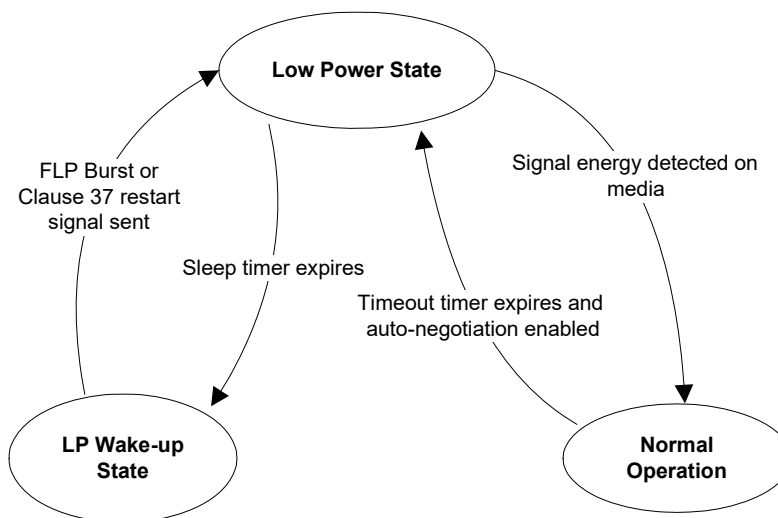 Low Power State
FLP Burst or
Clause 37 restart
signal sent
Signal energy detected on
media
Sleep timer expires
Timeout timer expires and
auto-negotiation enabled
LP Wake-up
State
Normal
Operation